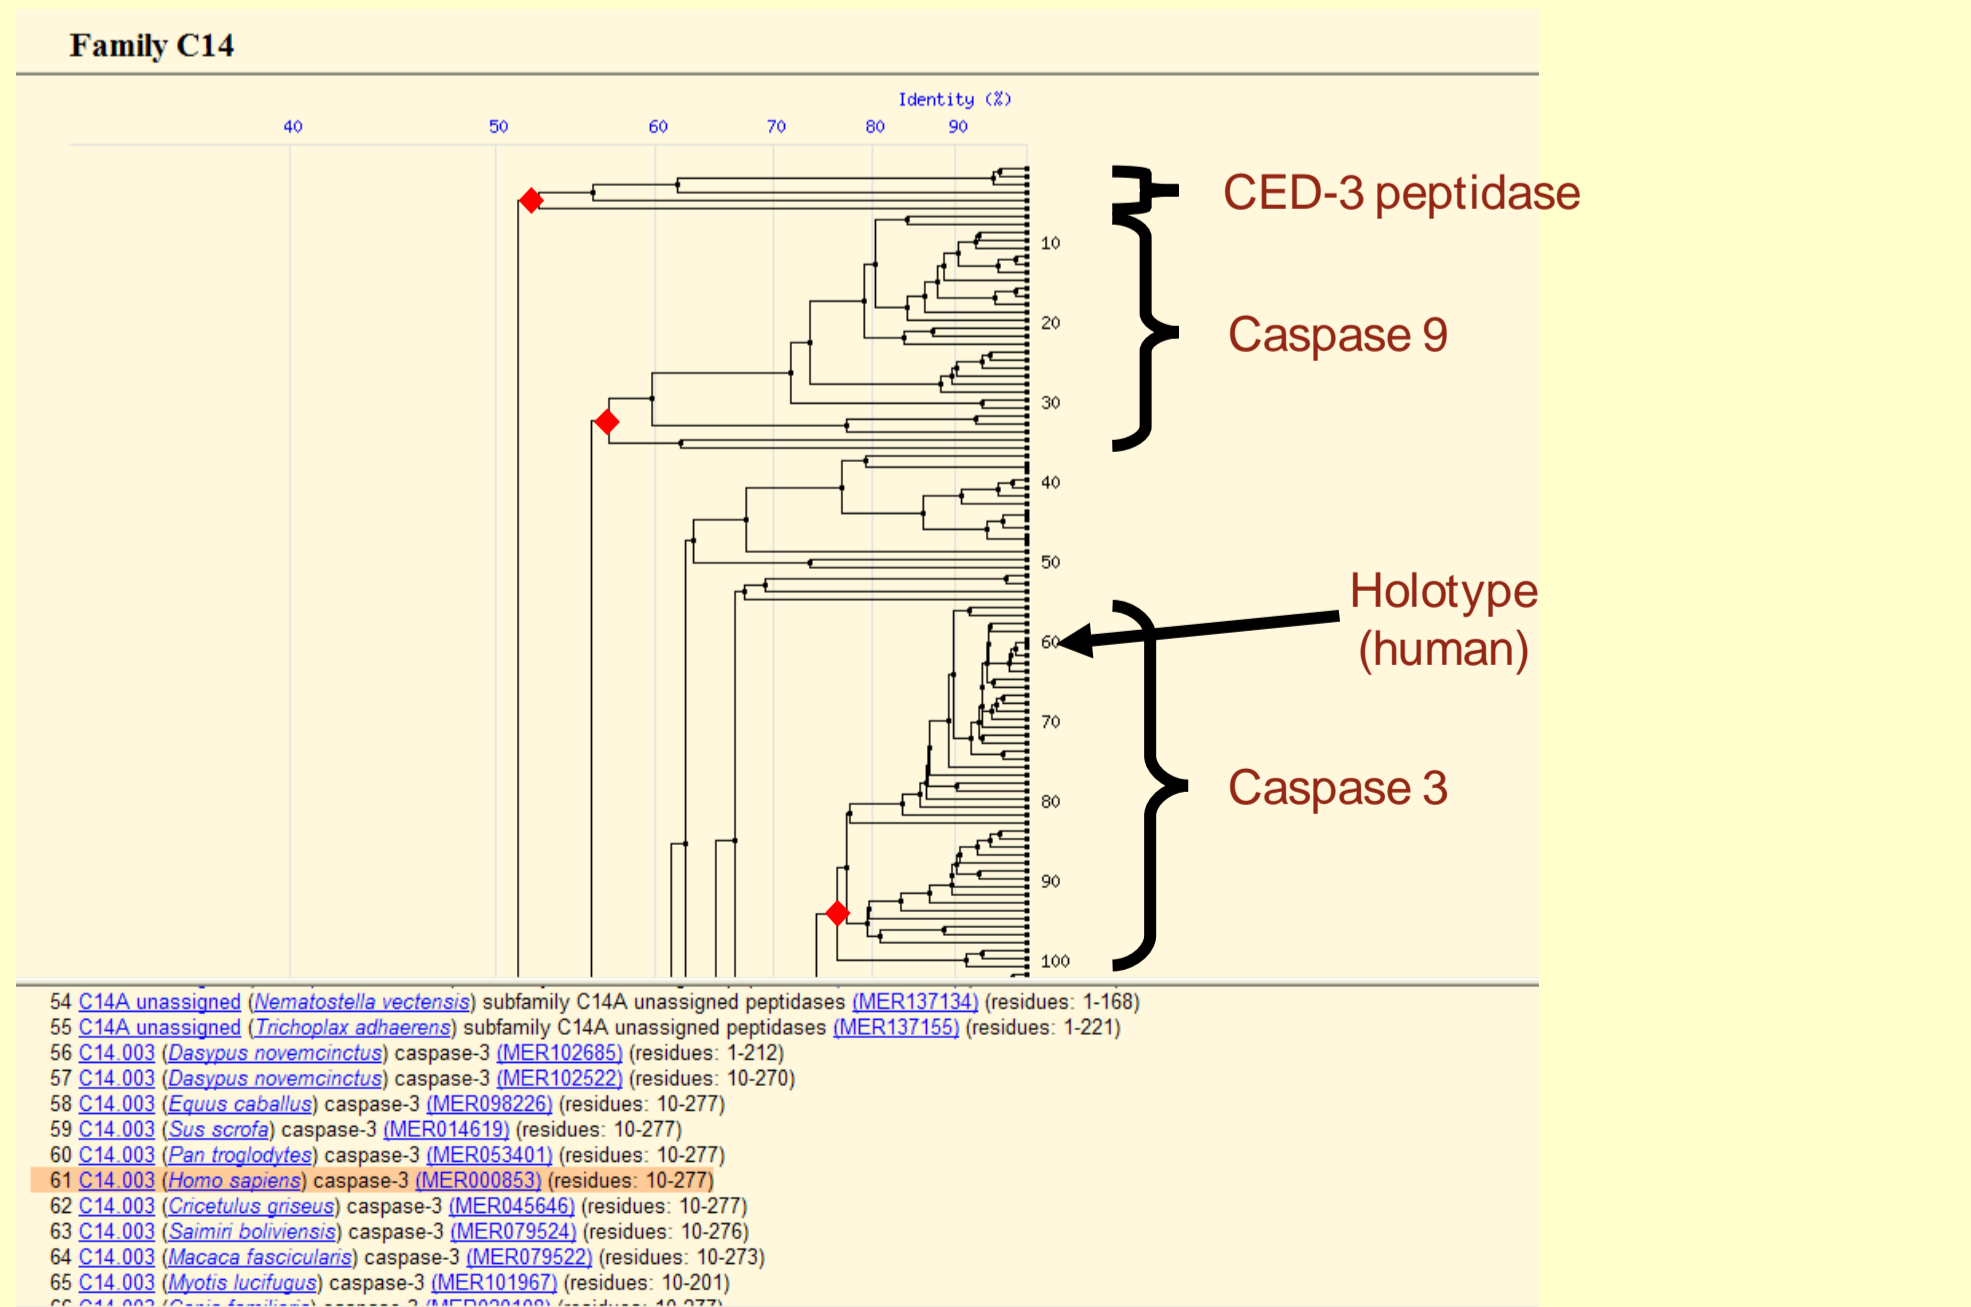 Family C14
Identity (%)
40 50 60 70 80 90
CED-3 peptidase
10
Caspase 9
20
30
40
50
Holotype
(human)
60
70
Caspase 3
80
90
100
54 C14A unassigned (Nematostella vectensis) subfamily C14A unassigned peptidases (MER137134) (residues: 1-168)
55 C14A unassigned (Trichoplax adhaerens) subfamily C14A unassigned peptidases (MER137155) (residues: 1-221)
56 C14.003 (Dasypus novemcinctus) caspase-3 (MER102685) (residues: 1-212)
57 C14.003 (Dasypus novemcinctus) caspase-3 (MER102522) (residues: 10-270)
58 C14.003 (Equus caballus) caspase-3 (MER098226) (residues: 10-277)
59 C14.003 (Sus scrofa) caspase-3 (MER014619) (residues: 10-277)
60 C14.003 (Pan troglodytes) caspase-3 (MER053401) (residues: 10-277)
61 C14.003 (Homo sapiens) caspase-3 (MER000853) (residues: 10-277)
62 C14.003 (Cricetulus griseus) caspase-3 (MER045646) (residues: 10-277)
63 C14.003 (Saimiri boliviensis) caspase-3 (MER079524) (residues: 10-276)
64 C14.003 (Macaca fascicularis) caspase-3 (MER079522) (residues: 10-273)
65 C14.003 (Myotis lucifugus) caspase-3 (MER101967) (residues: 10-201)